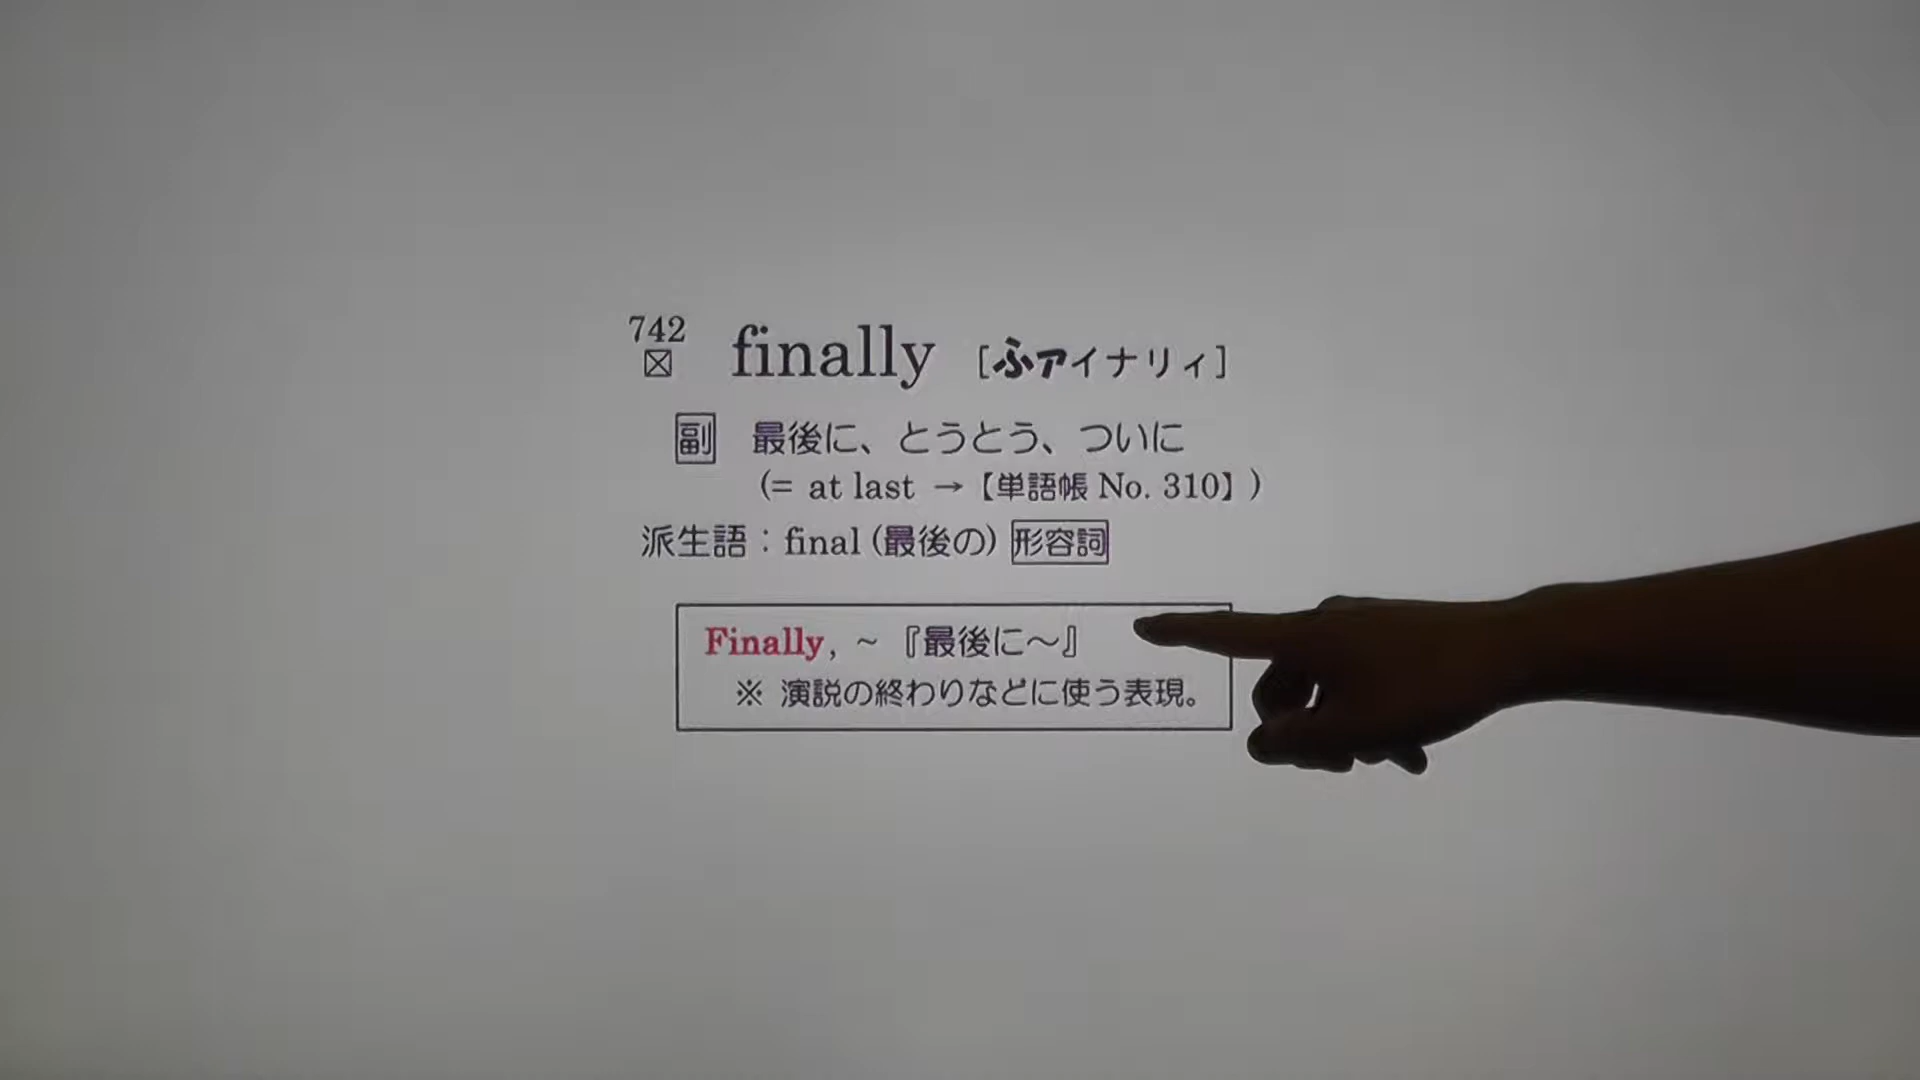 742
finally [ふァイナリィ]
副 最後に、とうとう、ついに
(= at last →【単語帳 No. 310】)
派生語：final (最後の) 形容詞
Finally, ~ 『最後に～』
※ 演説の終わりなどに使う表現。